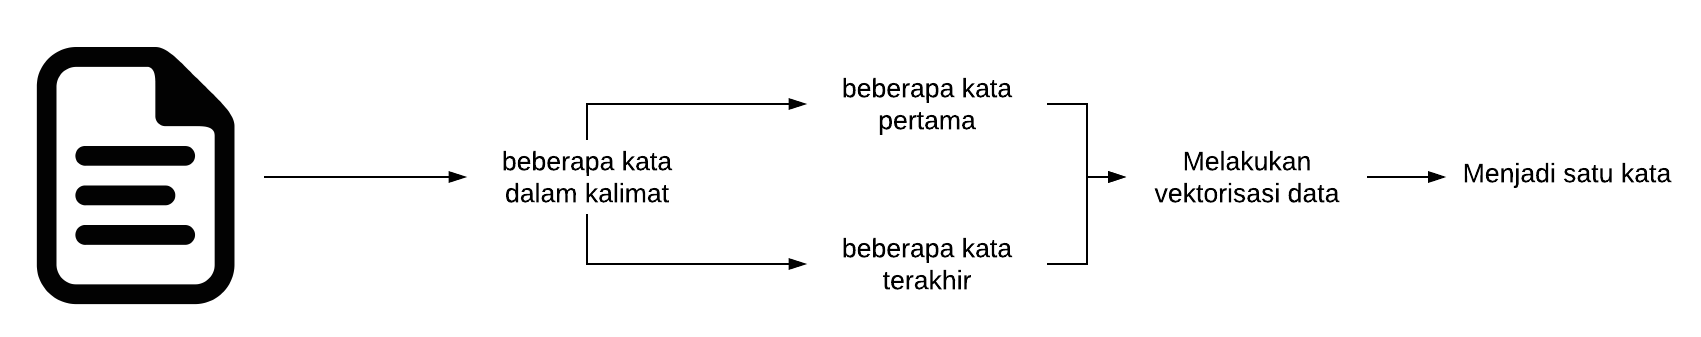 beberapa kata
dalam kalimat
beberapa kata
pertama
beberapa kata
terakhir
Melakukan
vektorisasi data
Menjadi satu kata